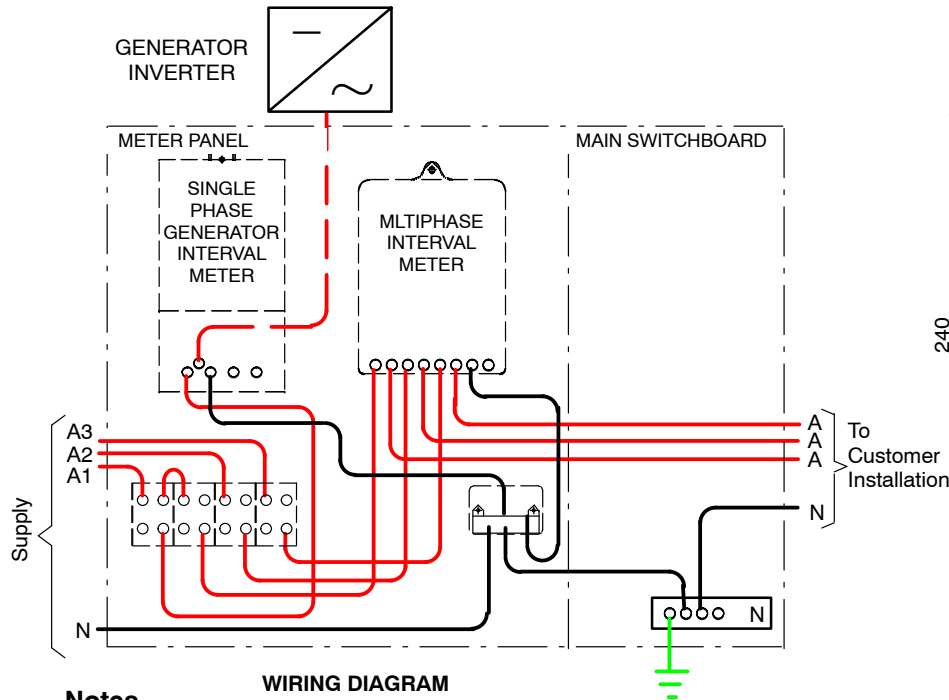 GENERATOR
INVERTER
METER PANEL
MAIN SWITCHBOARD
SINGLE
PHASE
GENERATOR
INTERVAL
METER
MLTIPHASE
INTERVAL
METER
240
A3
A2
A1
Supply
N
A
A
A
N
To
Customer
Installation
N
WIRING DIAGRAM
Notes